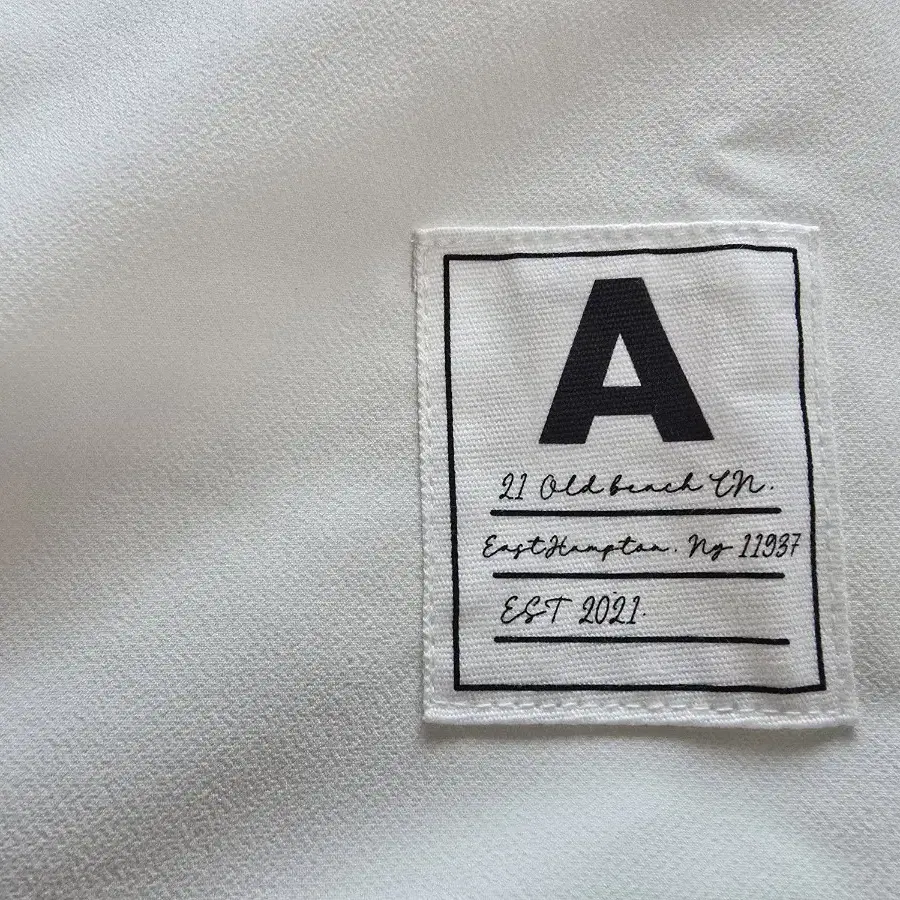 A
21 Old beach LN.
EastHampton. Ny 11937
EST 2021.